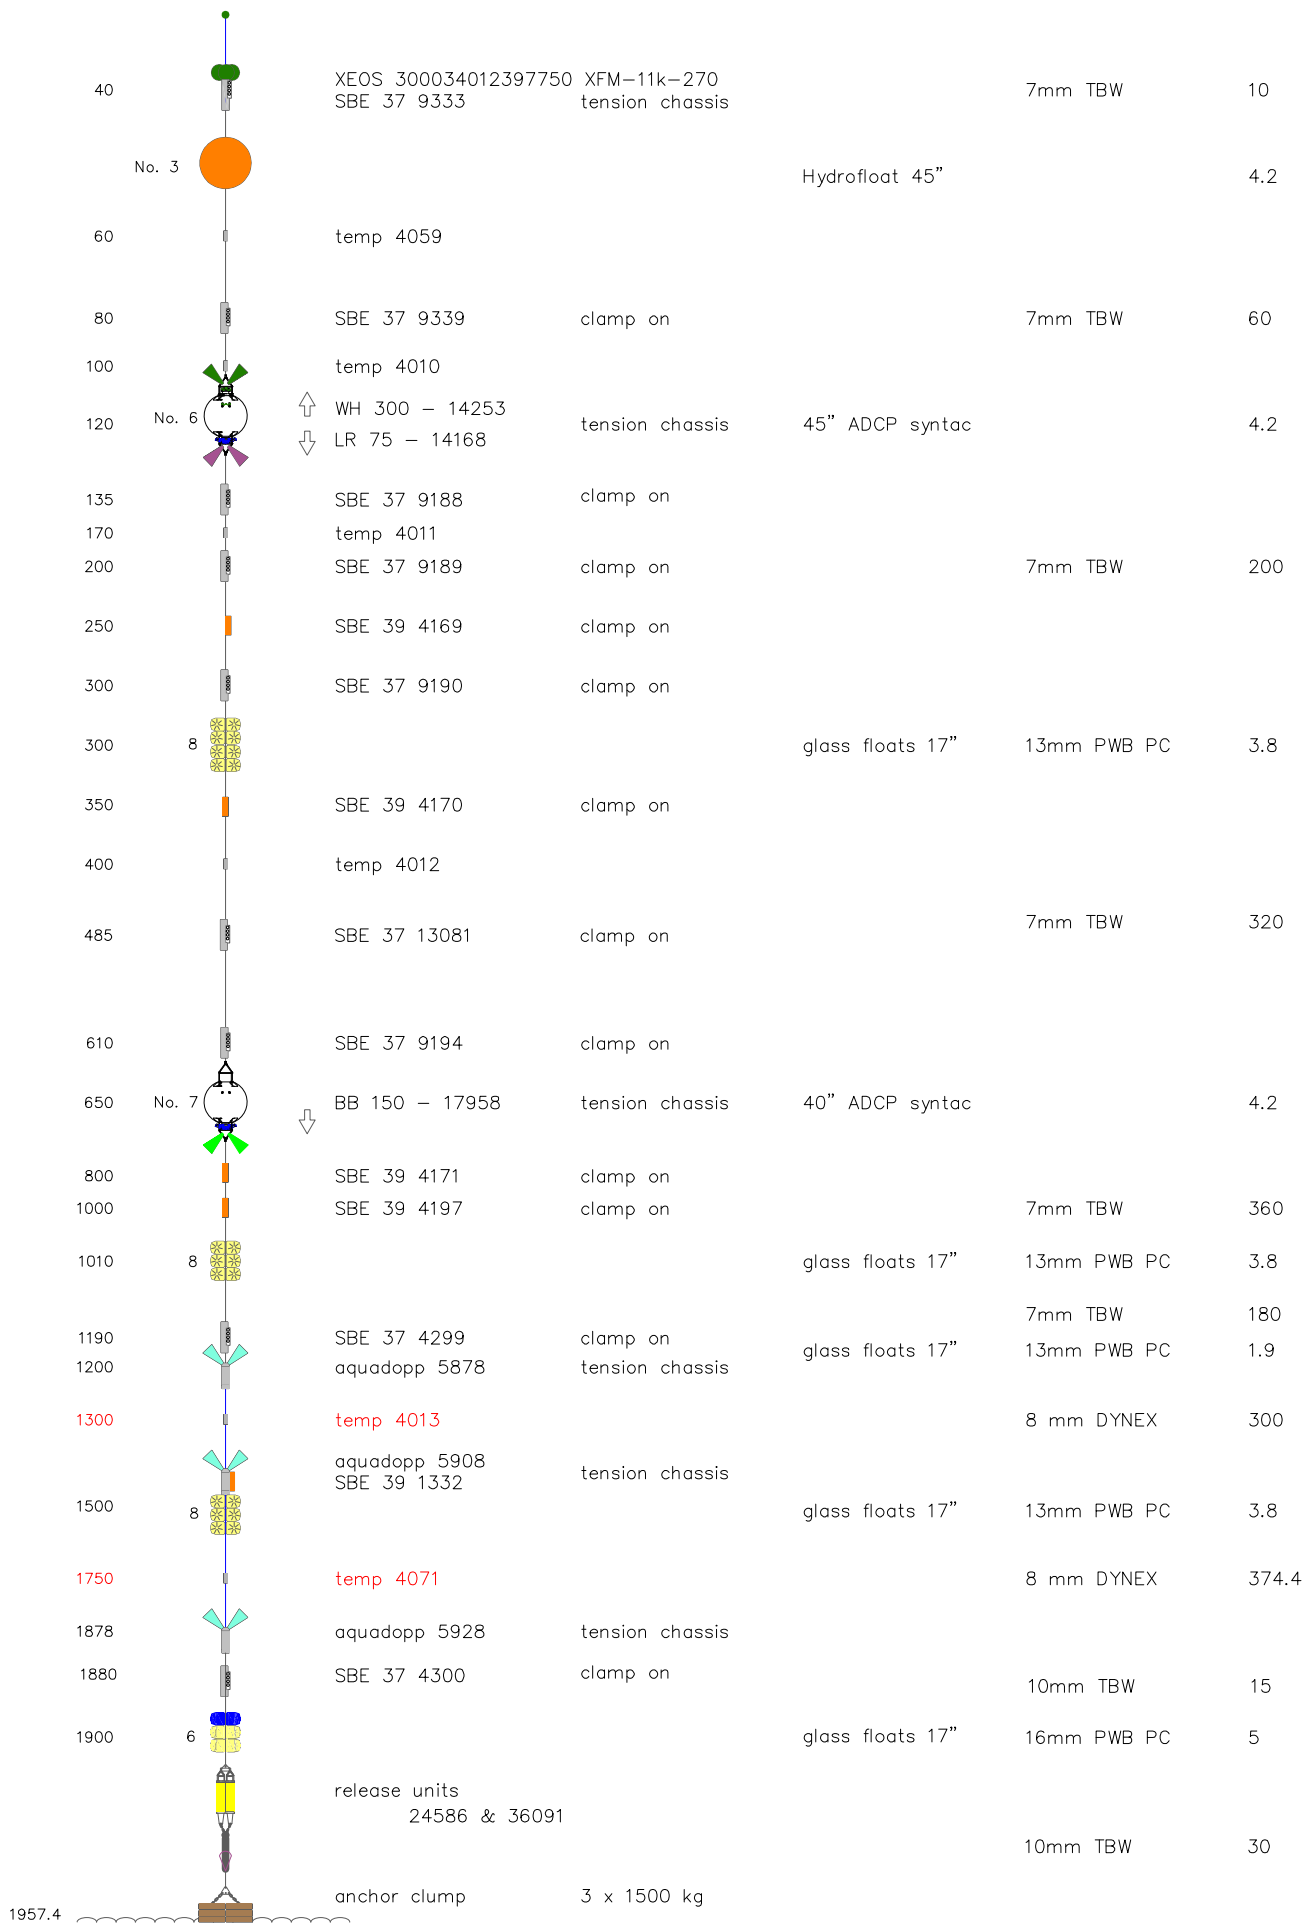 XEOS 300034012397750 XFM-11k-270
40 SBE 37 9333 tension chassis 7mm TBW 10
No. 3 Hydrofloat 45” 4.2
60 temp 4059
80 SBE 37 9339 clamp on 7mm TBW 60
100 temp 4010
WH 300 - 14253
No. 6 120 tension chassis 45” ADCP syntac 4.2
LR 75 - 14168
135 SBE 37 9188 clamp on
170 temp 4011
200 SBE 37 9189 clamp on 7mm TBW 200
250 SBE 39 4169 clamp on
300 SBE 37 9190 clamp on
300 8 glass floats 17” 13mm PWB PC 3.8
350 SBE 39 4170 clamp on
400 temp 4012
7mm TBW 320
485 SBE 37 13081 clamp on
610 SBE 37 9194 clamp on
650 No. 7 BB 150 - 17958 tension chassis 40” ADCP syntac 4.2
800 SBE 39 4171 clamp on
1000 SBE 39 4197 clamp on 7mm TBW 360
1010 8 glass floats 17” 13mm PWB PC 3.8
7mm TBW 180
1190 SBE 37 4299 clamp on
glass floats 17” 13mm PWB PC 1.9
1200 aquadopp 5878 tension chassis
1300 temp 4013 8 mm DYNEX 300
aquadopp 5908
SBE 39 1332 tension chassis
1500 8 glass floats 17” 13mm PWB PC 3.8
1750 temp 4071 8 mm DYNEX 374.4
1878 aquadopp 5928 tension chassis
1880 SBE 37 4300 clamp on
10mm TBW 15
1900 6 glass floats 17” 16mm PWB PC 5
release units
24586 & 36091
10mm TBW 30
anchor clump 3 x 1500 kg
1957.4